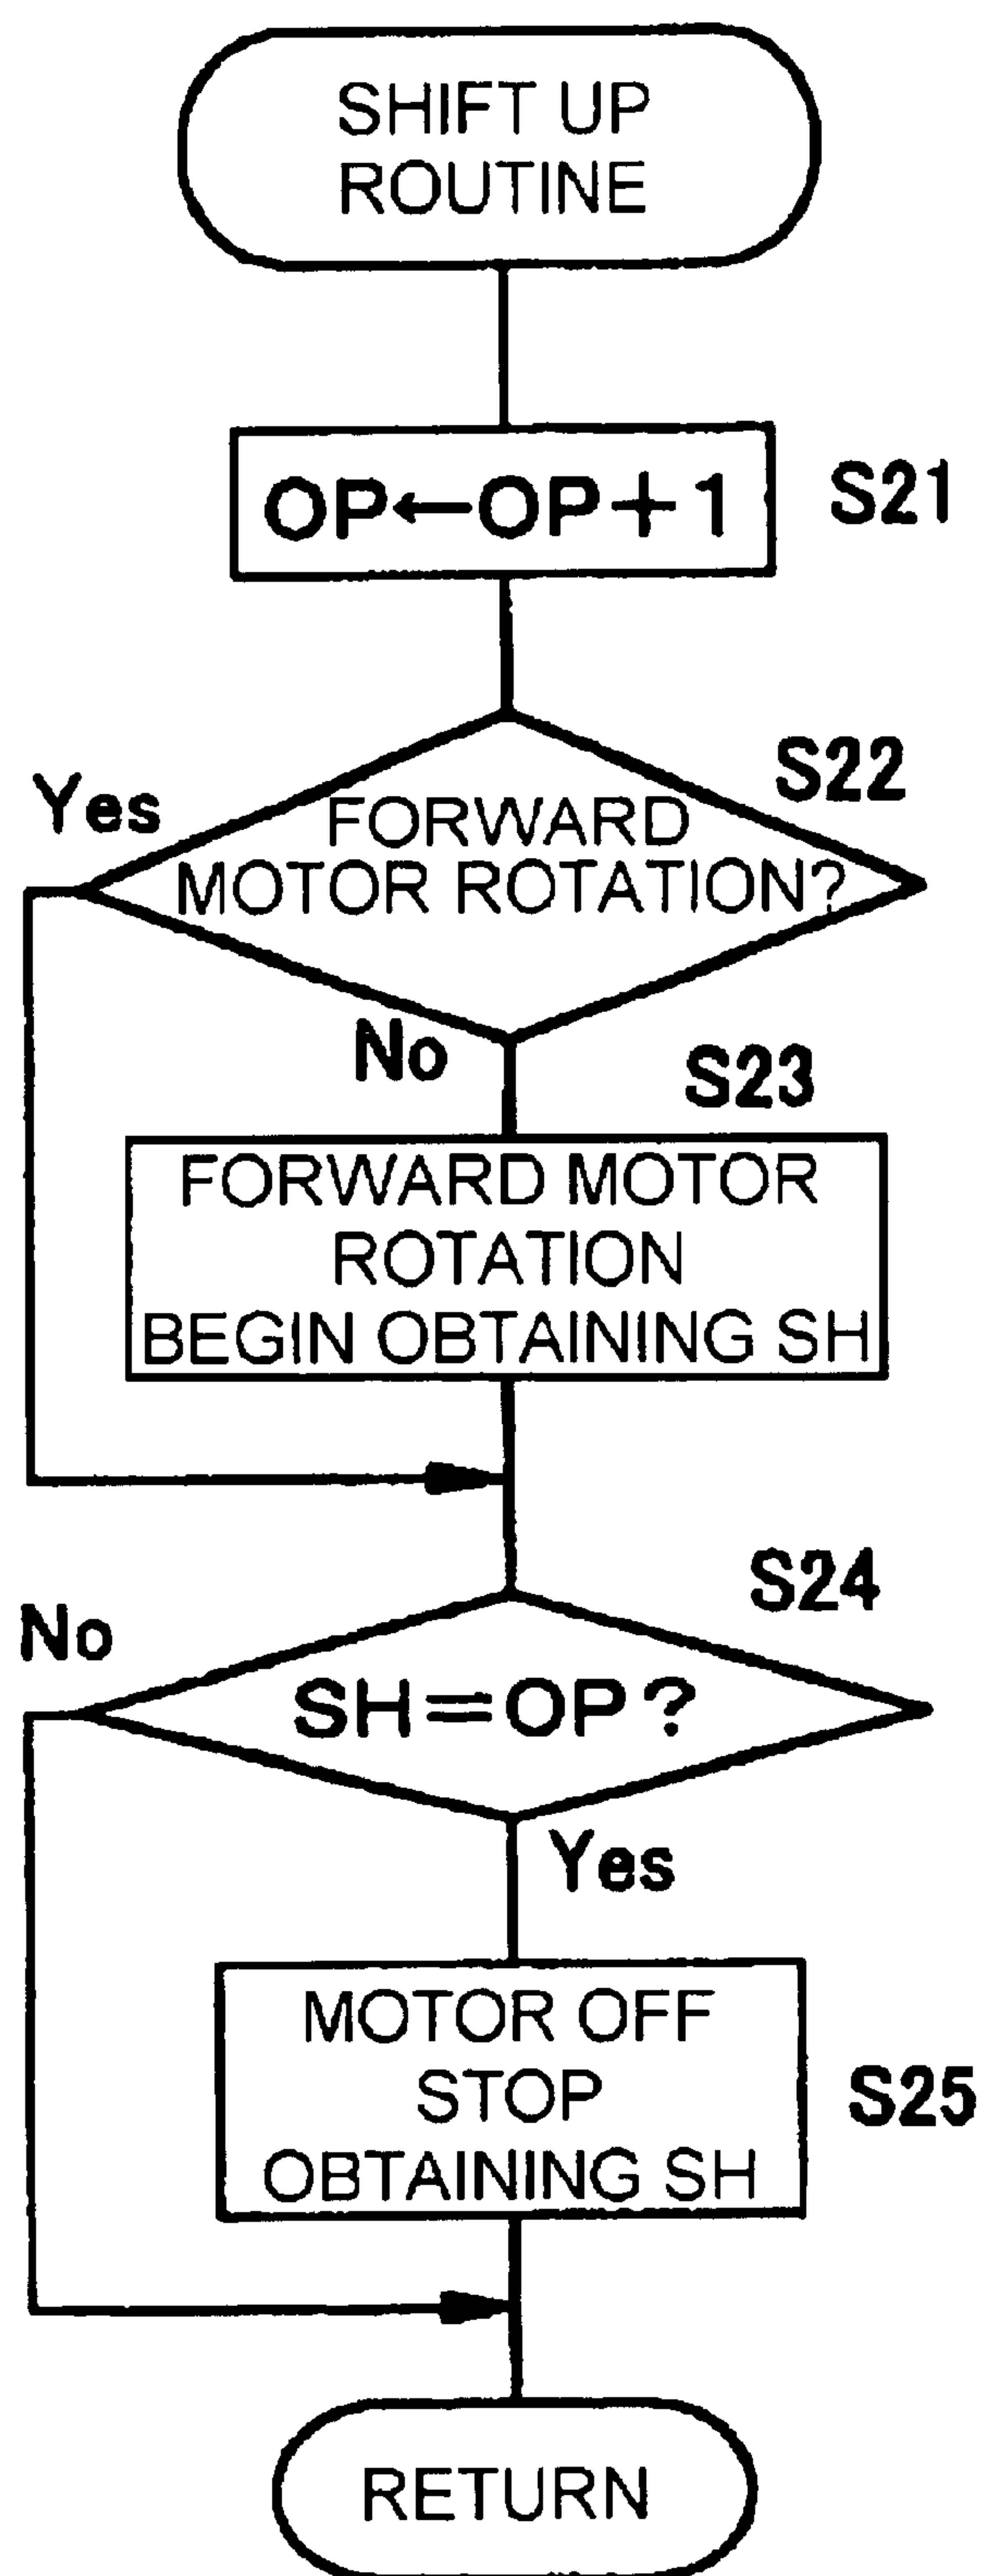 SHIFT UP
ROUTINE
OP←OP+1
S21
S22
Yes
FORWARD
MOTOR ROTATION?
No
S23
FORWARD MOTOR
ROTATION
BEGIN OBTAINING SH
S24
No
SH=OP?
Yes
MOTOR OFF
STOP
OBTAINING SH
S25
RETURN